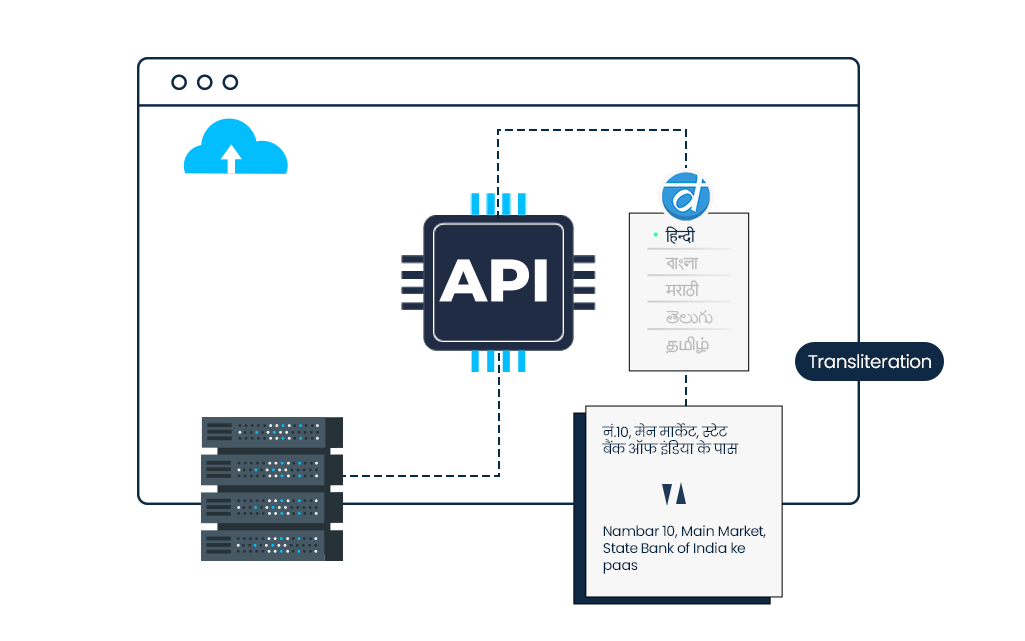 API
हिन्दी
বাংলা
मराठी
తెలుగు
தமிழ்
Transliteration
नं.10, मेन मार्केट, स्टेट
बैंक ऑफ इंडिया के पास
Nambar 10, Main Market,
State Bank of India ke
paas